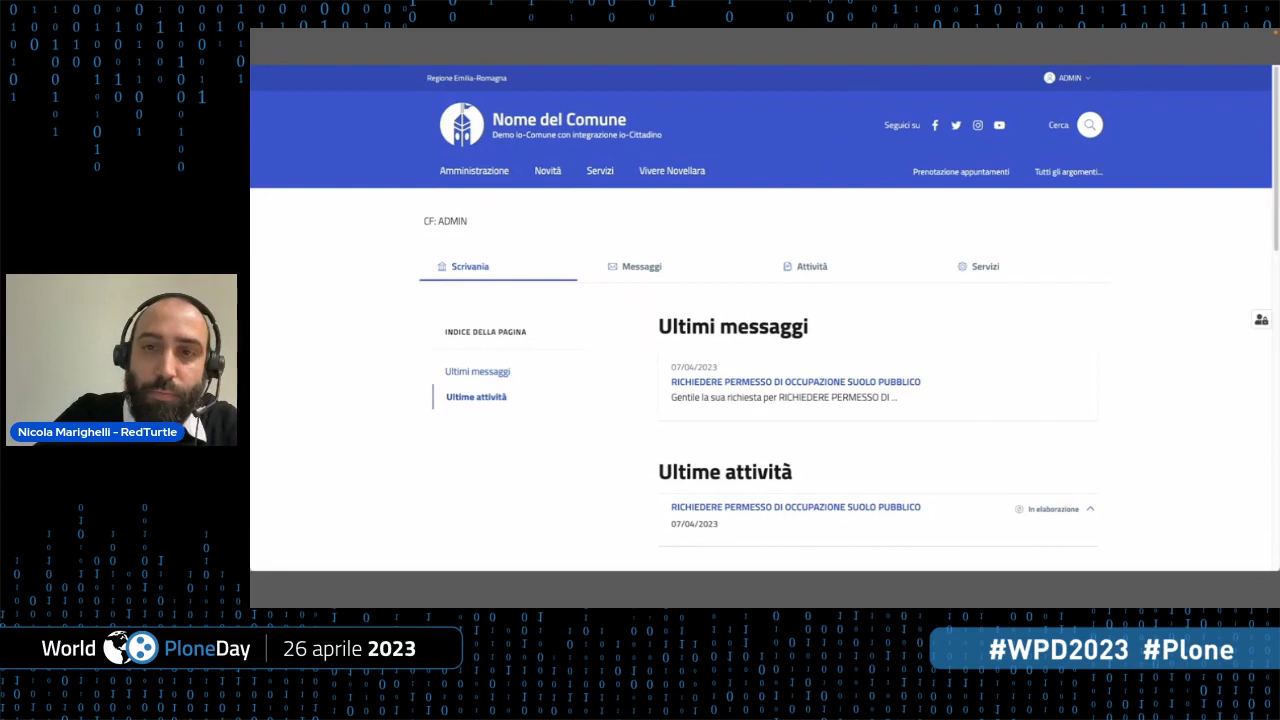 Regione Emilia-Romagna
ADMIN
Nome del Comune
Demo io-Comune con integrazione io-Cittadino
Seguici su
Cerca
Amministrazione Novità Servizi Vivere Novellara
Prenotazione appuntamenti Tutti gli argomenti...
CF: ADMIN
Scrivania Messaggi Attività Servizi
INDICE DELLA PAGINA
Ultimi messaggi
Ultime attività
Ultimi messaggi
07/04/2023
RICHIEDERE PERMESSO DI OCCUPAZIONE SUOLO PUBBLICO
Gentile la sua richiesta per RICHIEDERE PERMESSO DI ...
Ultime attività
RICHIEDERE PERMESSO DI OCCUPAZIONE SUOLO PUBBLICO
In elaborazione
07/04/2023
Nicola Marighelli - RedTurtle
World PloneDay 26 aprile 2023
#WPD2023 #Plone